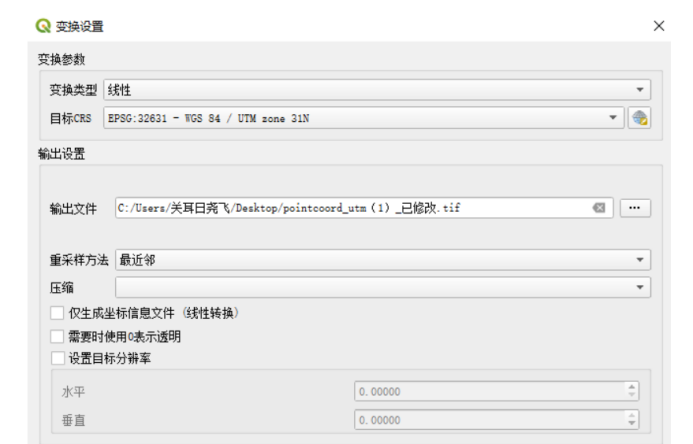 变换设置
变换参数
变换类型 线性
目标CRS EPSG:32631 - WGS 84 / UTM zone 31N
输出设置
输出文件 C:/Users/关耳日尧飞/Desktop/pointcoord_utm（1）_已修改.tif ...
重采样方法 最近邻
压缩
仅生成坐标信息文件（线性转换）
需要时使用0表示透明
设置目标分辨率
水平 0.00000
垂直 0.00000